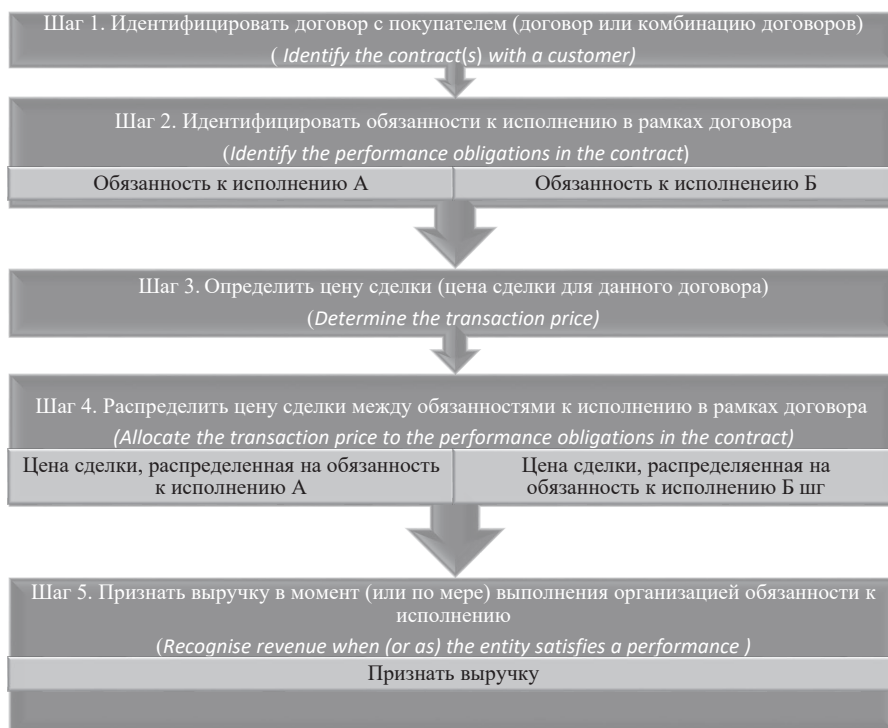 Шаг 1. Идентифицировать договор с покупателем (договор или комбинацию договоров)
( Identify the contract(s) with a customer)
Шаг 2. Идентифицировать обязанности к исполнению в рамках договора
(Identify the performance obligations in the contract)
Обязанность к исполнению А
Обязанность к исполненеию Б
Шаг 3. Определить цену сделки (цена сделки для данного договора)
(Determine the transaction price)
Шаг 4. Распределить цену сделки между обязанностями к исполнению в рамках договора
(Allocate the transaction price to the performance obligations in the contract)
Цена сделки, распределенная на обязанность
к исполнению А
Цена сделки, распределяенная на
обязанность к исполнению Б шг
Шаг 5. Признать выручку в момент (или по мере) выполнения организацией обязанности к
исполнению
(Recognise revenue when (or as) the entity satisfies a performance )
Признать выручку